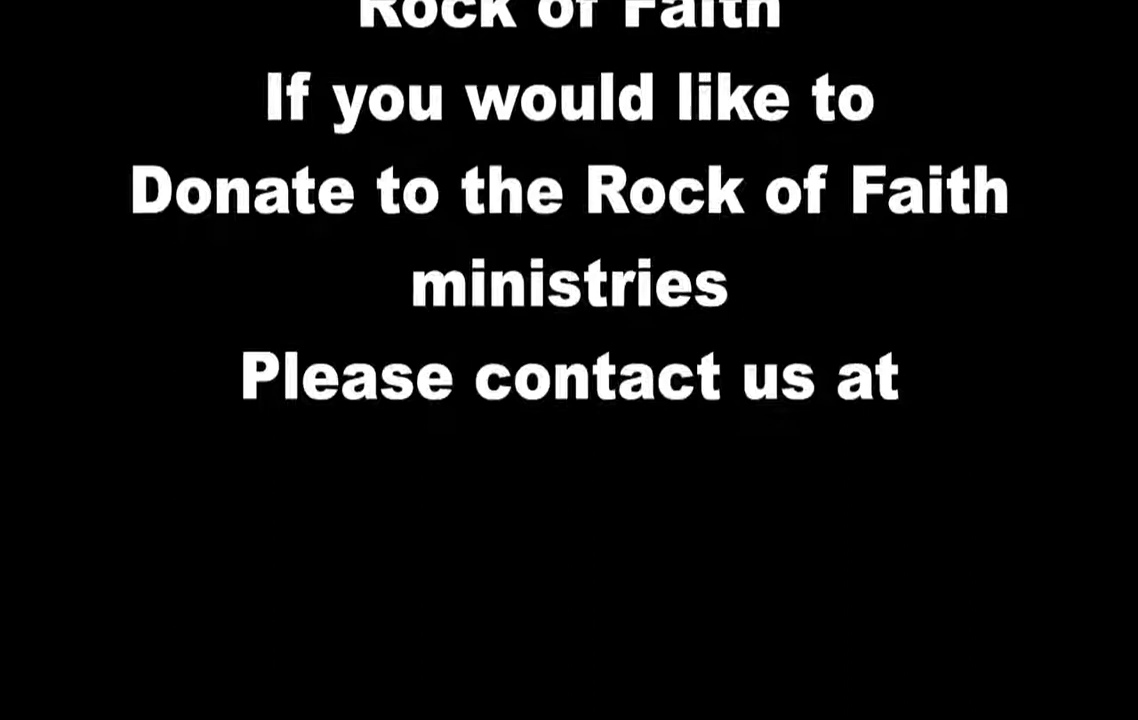 Rock of Faith
If you would like to
Donate to the Rock of Faith
ministries
Please contact us at